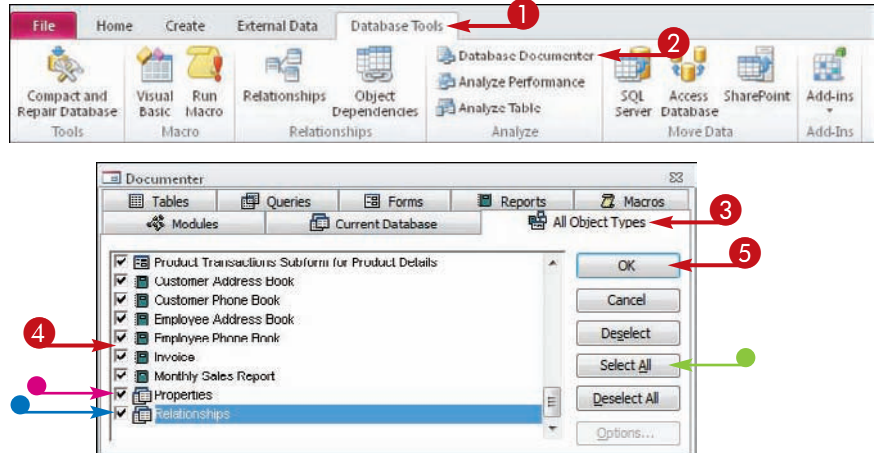 File Home Create External Data Database Tools 1
Database Documenter 2
Analyze Performance
Analyze Table
Compact and Repair Database
Visual Basic
Run Macro
Relationships
Object Dependencies
SQL Server
Access Database
SharePoint
Add-ins
Tools Macro Relationships Analyze Move Data Add-Ins
Documenter
Tables Queries Forms Reports Macros
Modules Current Database All Object Types 3
Product Transactions Subform for Product Details
Customer Address Book
Customer Phone Book
Employee Address Book
Employee Phone Book
4
Invoice
Monthly Sales Report
Properties
Relationships
OK 5
Cancel
Deselect
Select All
Deselect All
Options...